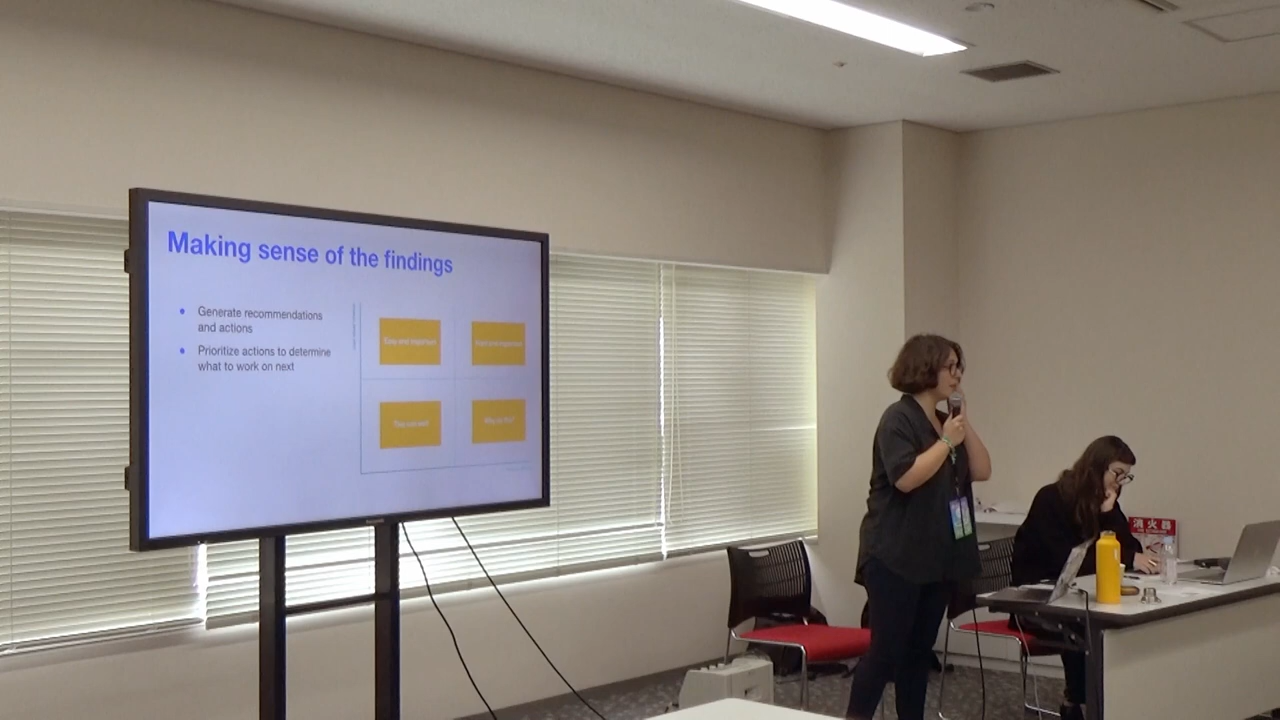 Making sense of the findings
Generate recommendations
and actions
Prioritize actions to determine
what to work on next
Easy and important
消火器